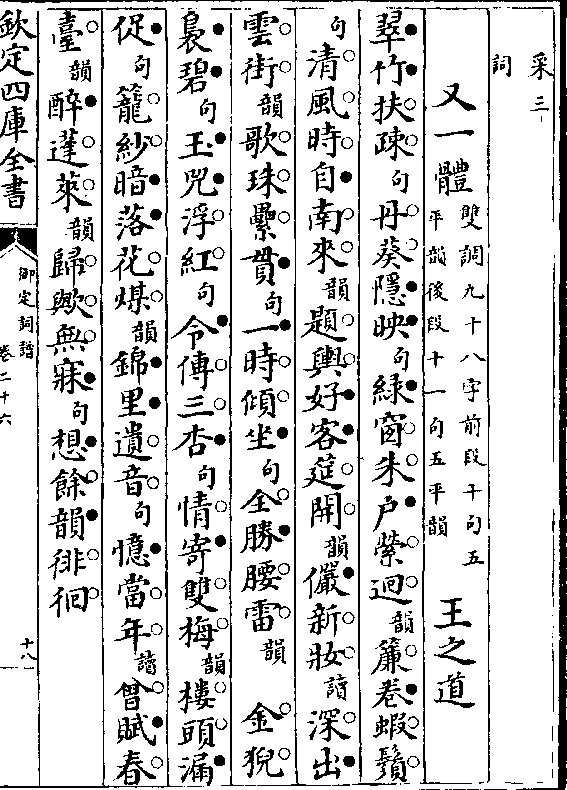 采三
詞
又一體 雙調九十八字前段十句五
平韻後段十一句五平韻 王之道
翠竹扶疎句丹葵隱映句緑窗朱戶縈迴韻簾卷蝦鬚
句清風時自南來韻題輿好客筵開韻儼新妝讀深出
雲街韻歌珠纍貫句一時傾坐句全勝腰雷韻 金猊
裊碧句玉兕浮紅句令傳三杏句情寄雙梅韻樓頭漏
促句籠紗暗落花煤韻錦里遺音句憶當年讀曾賦春
臺韻醉蓬萊韻歸歟無寐句想餘韻徘徊
欽定四庫全書
御定詞譜
卷二十六
十八